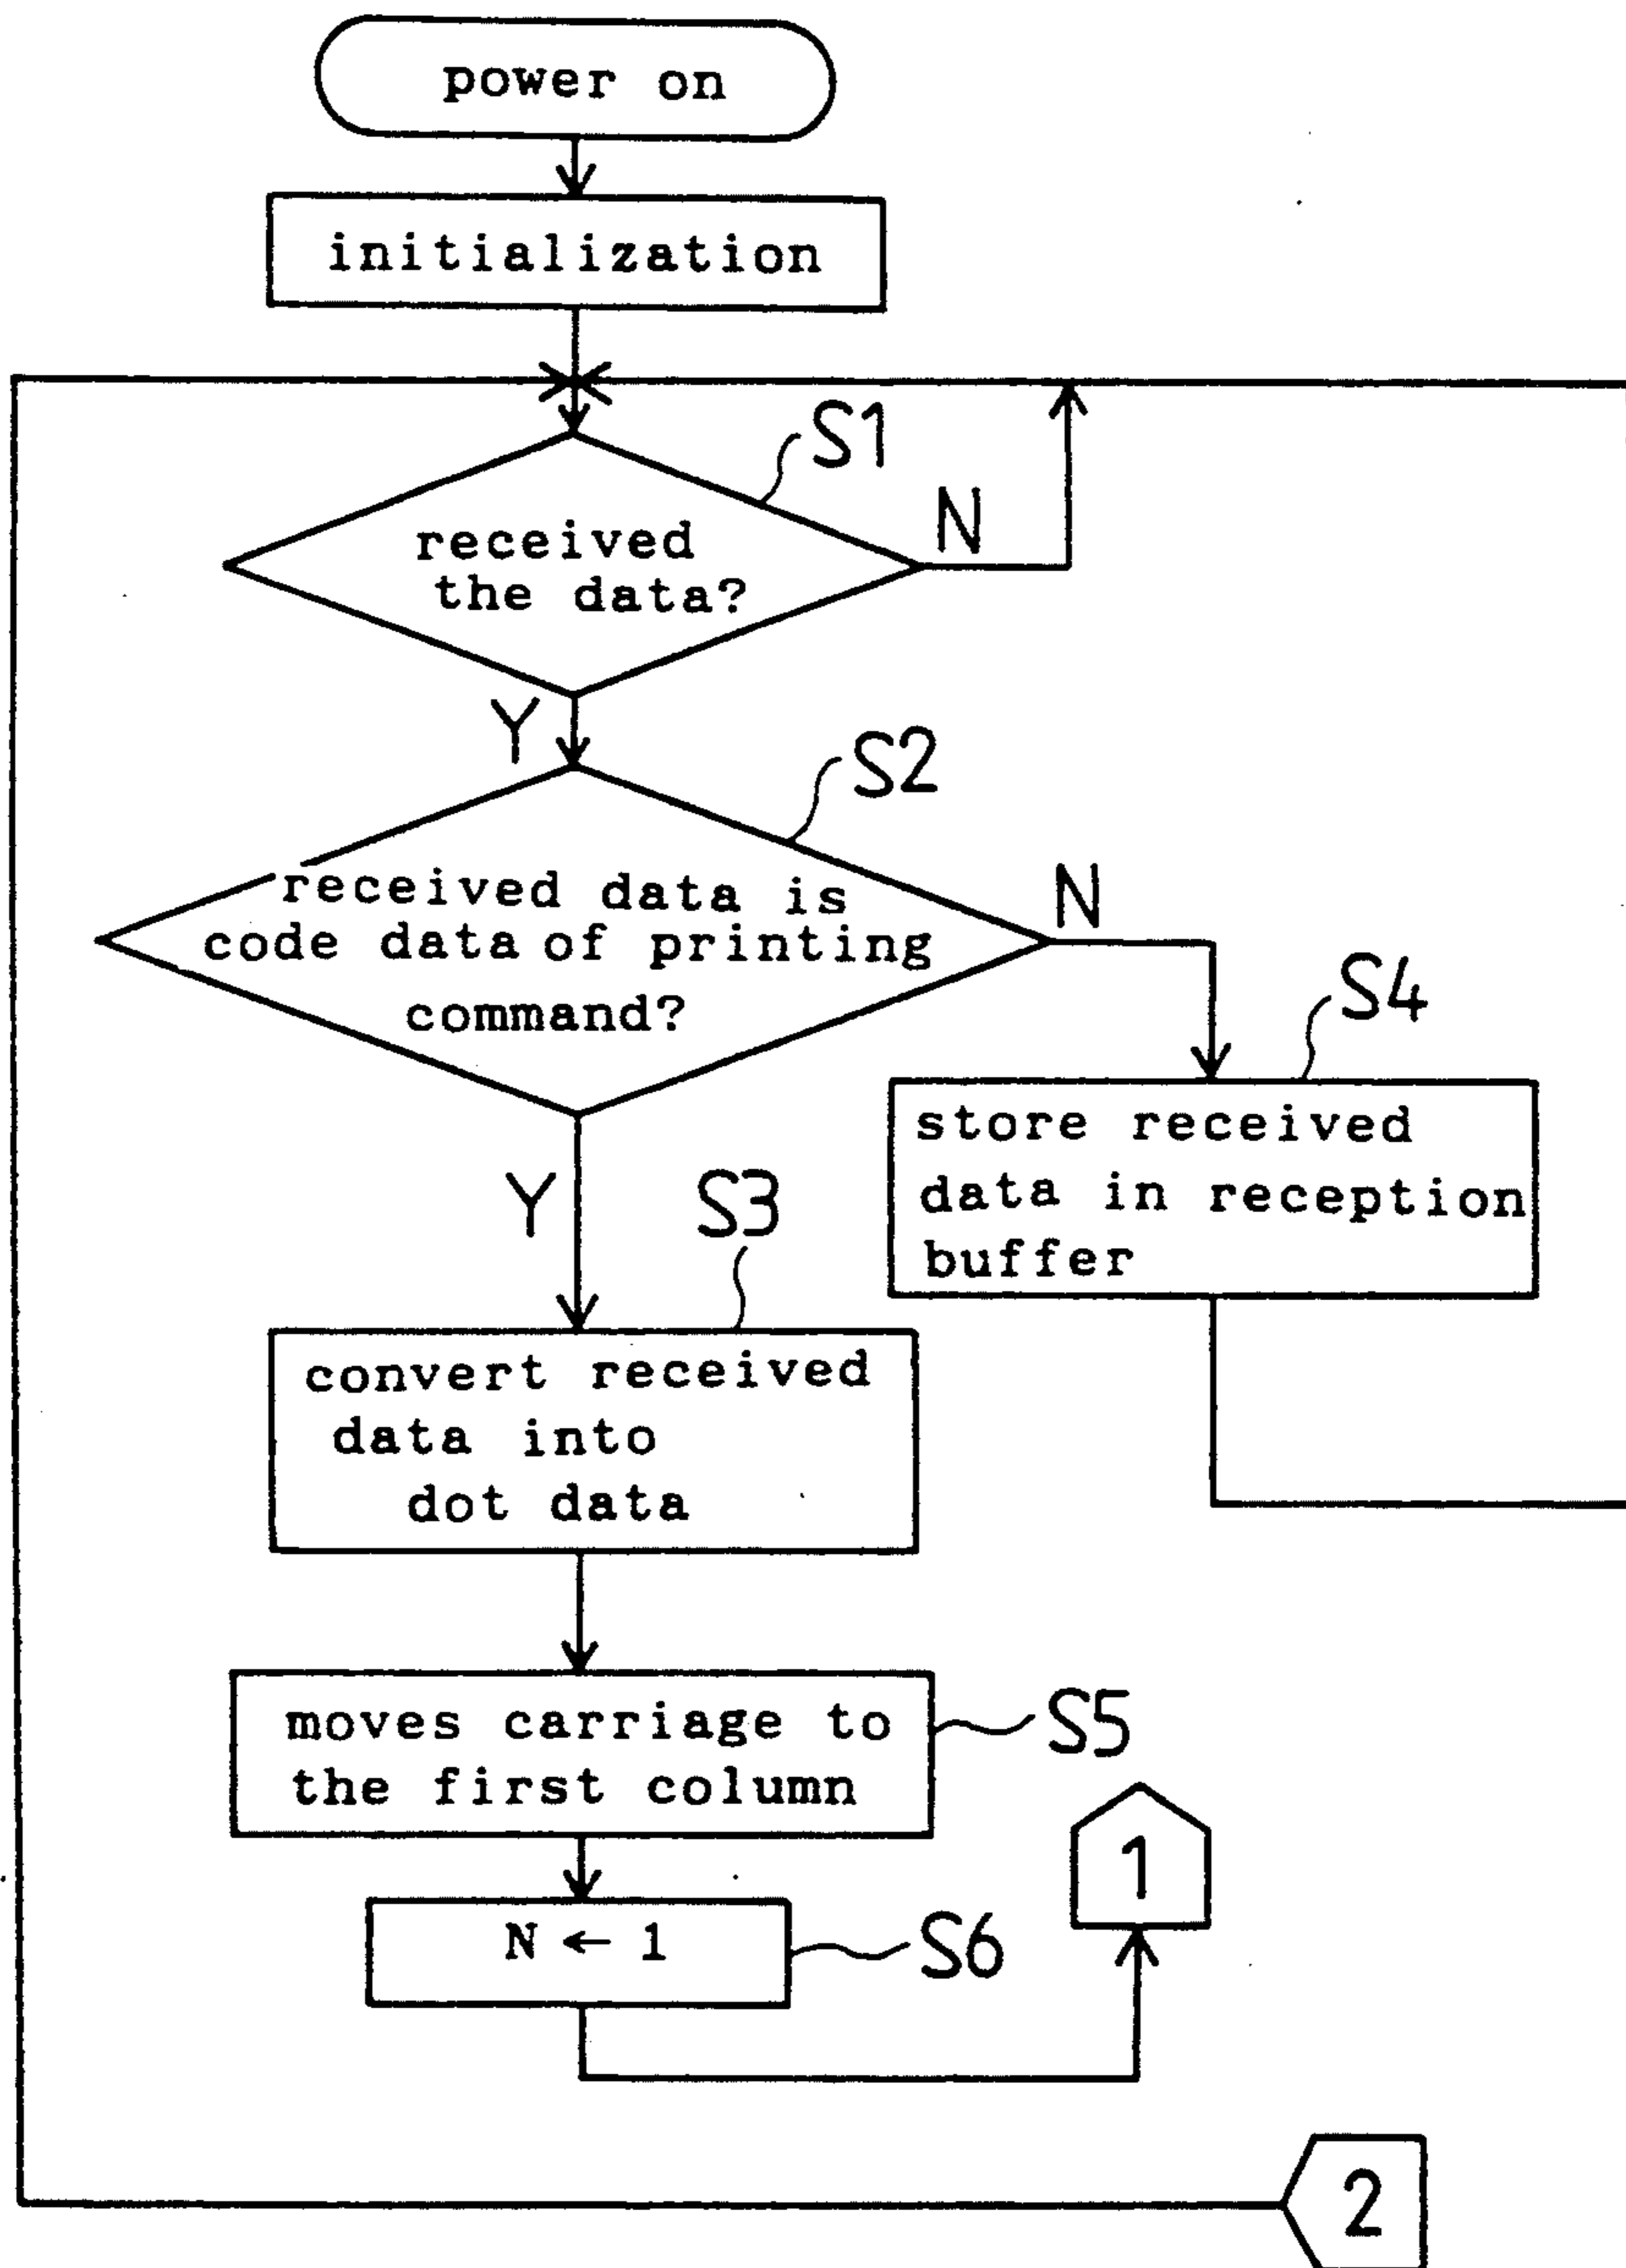 power on
initialization
S1
received
the data?
N
Y
S2
received data is
code data of printing
command?
N
S4
store received
data in reception
buffer
Y
S3
convert received
data into
dot data
moves carriage to
the first column
S5
1
N ← 1
S6
2